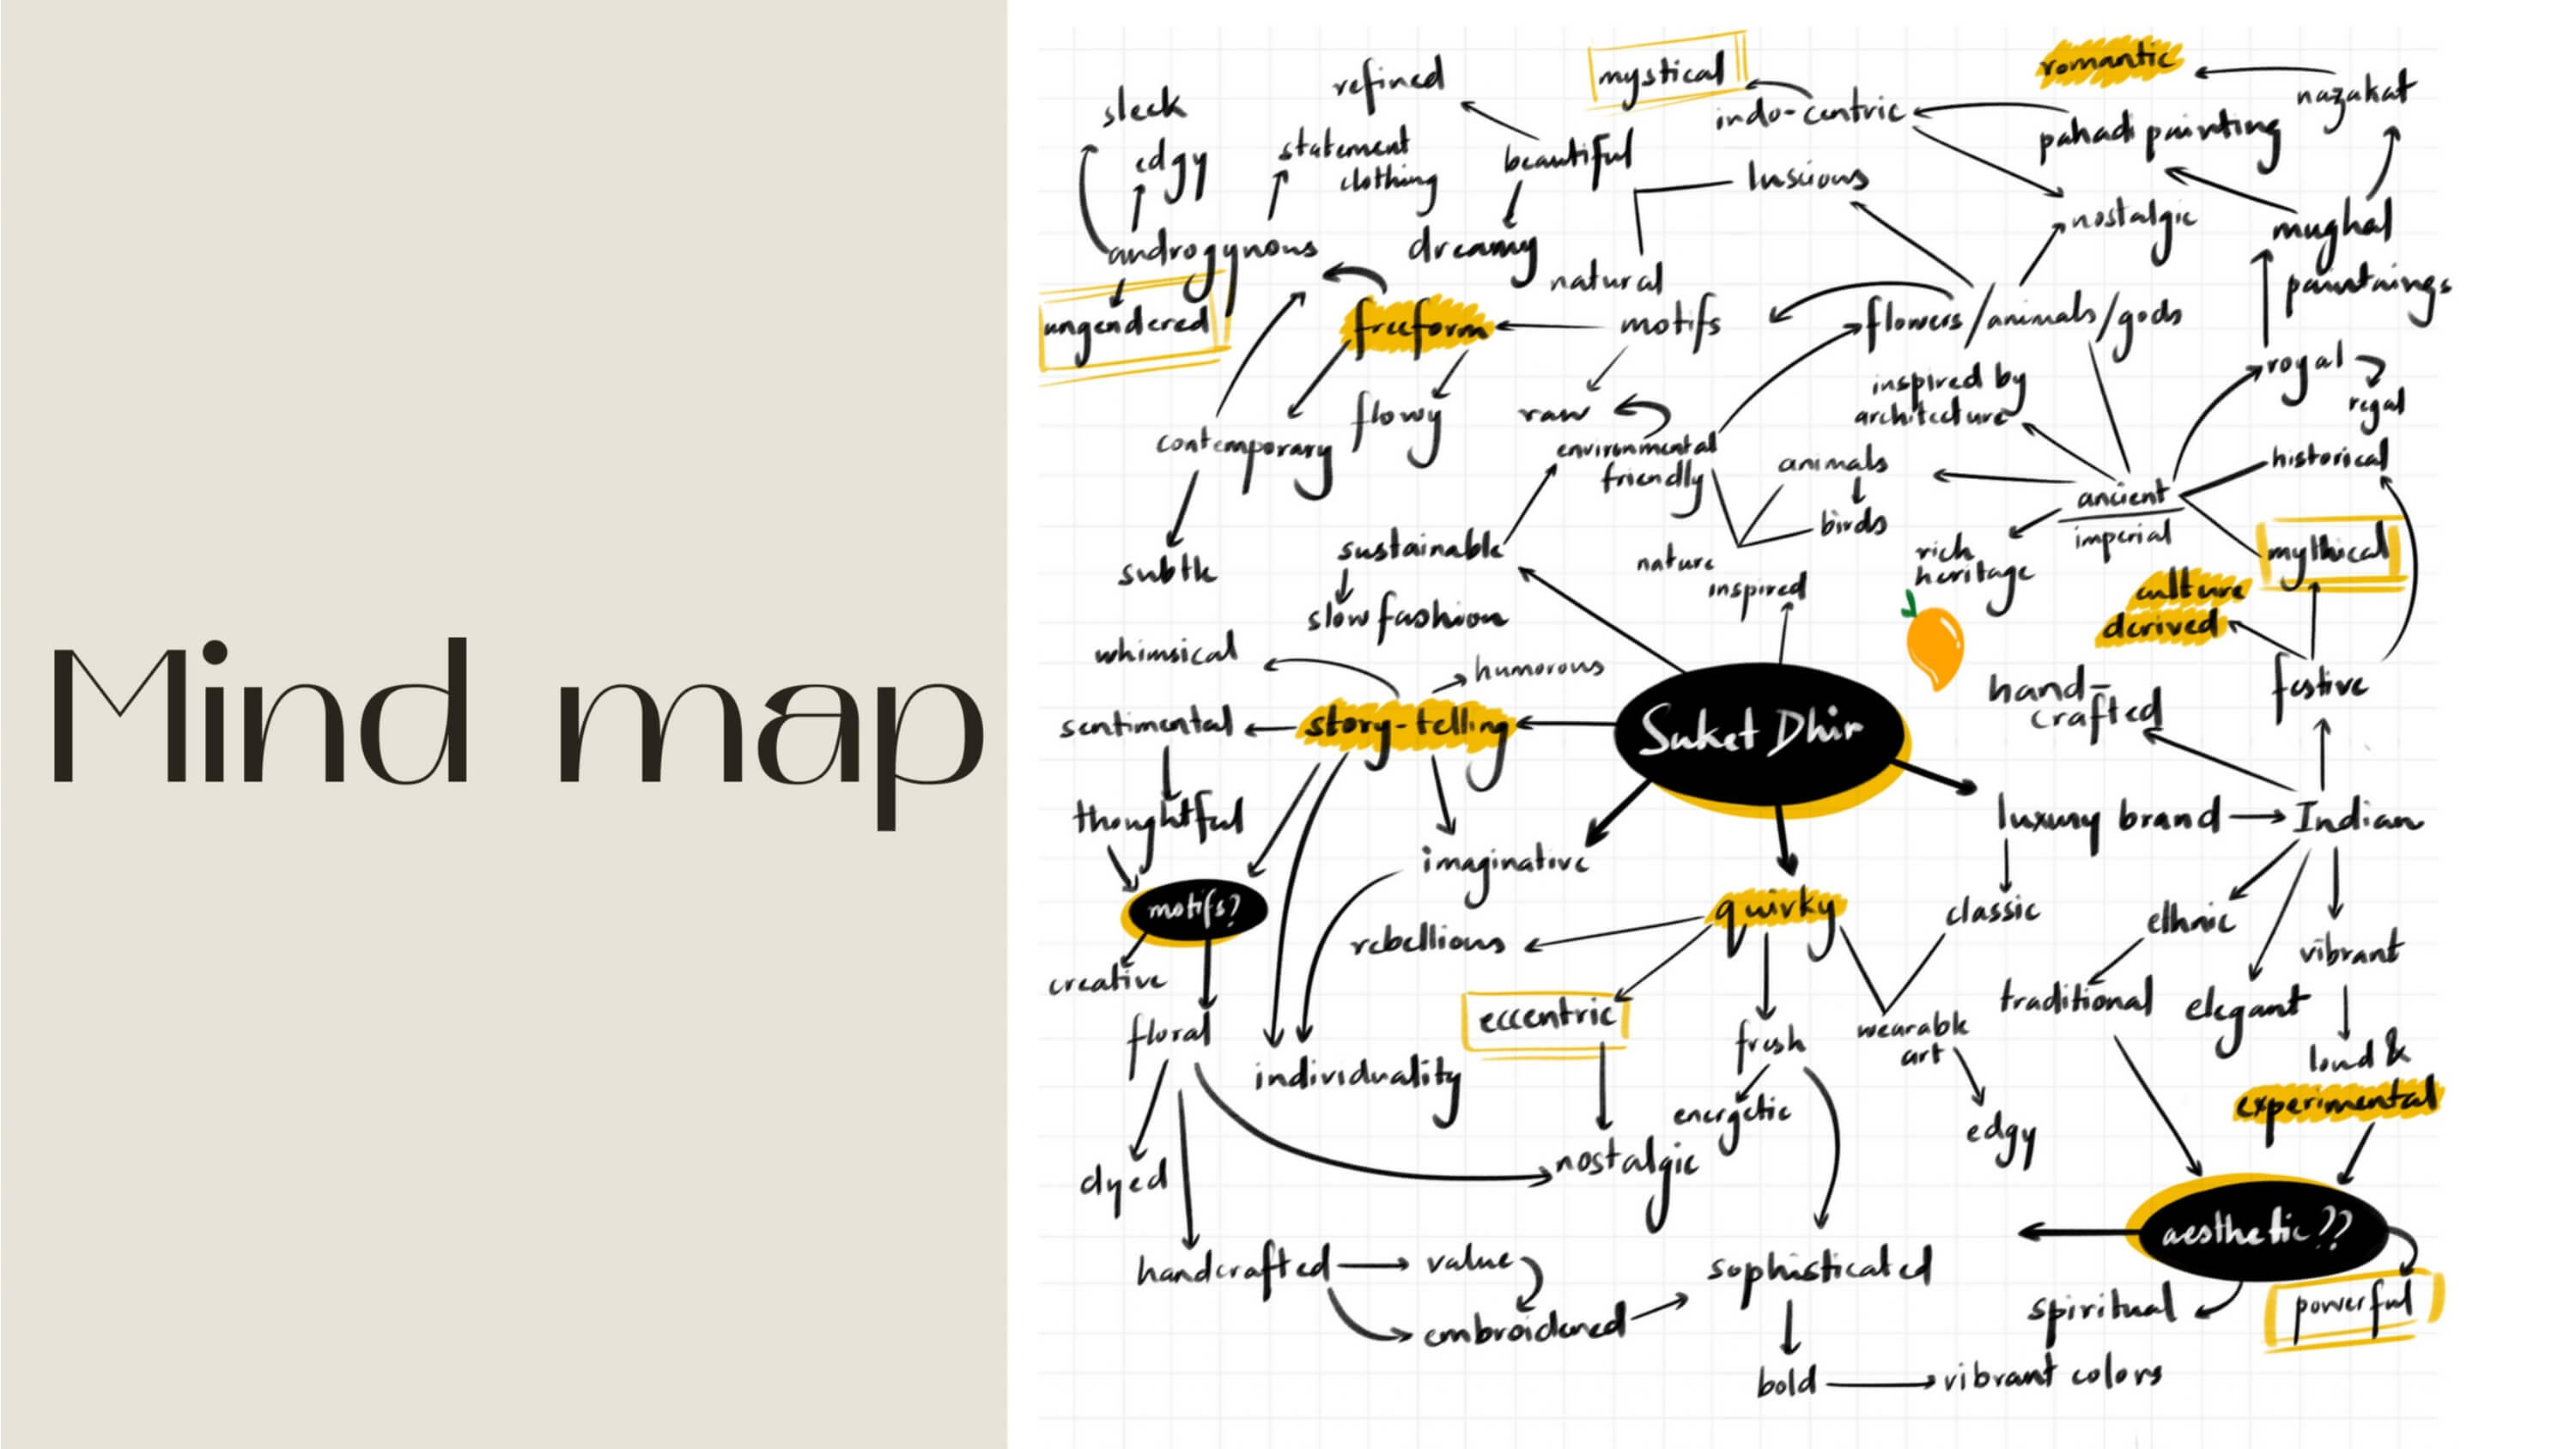 Mind map
mystical
romantic
refined
sleek
nazakat
indo-centric
pahadi painting
statement
clothing
edgy
beautiful
luscious
nostalgic
mughal
androgynous
dreamy
natural
paintaings
ungendered
freeform
motifs
flowers/animals/gods
royal
regal
inspired by
architecture
flowy
raw
contemporary
environmental
friendly
animals
historical
ancient
imperial
birds
sustainable
mythical
subtle
nature
inspired
rich
heritage
culture
derived
slow fashion
whimsical
humorous
hand-
crafted
festive
sentimental
story-telling
Suket Dhir
thoughtful
luxury brand
Indian
imaginative
motifs?
quirky
classic
ethnic
rebellious
vibrant
creative
eccentric
traditional
elegant
floral
fresh
wearable
art
loud &
experimental
individuality
energetic
edgy
nostalgic
dyed
aesthetic??
handcrafted
value
sophisticated
spiritual
powerful
embroidered
bold
vibrant colors